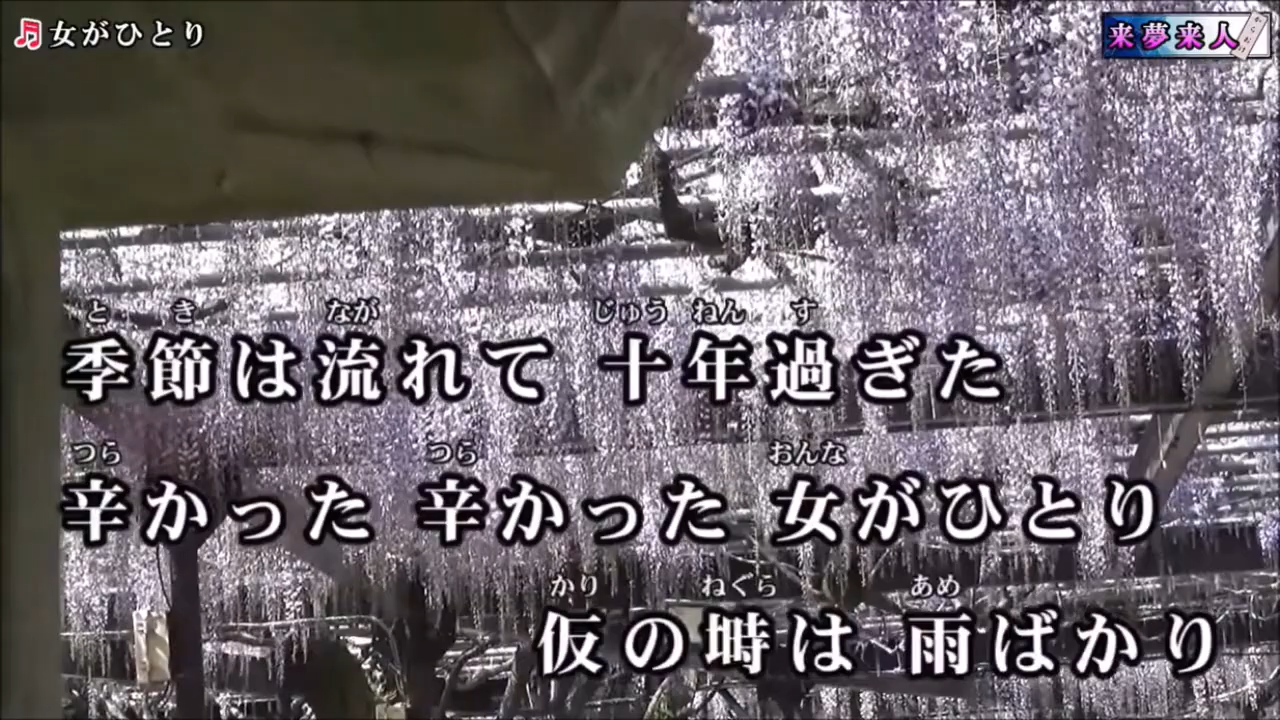 女がひとり
来夢来人
とき なが じゅうねん す
季節は流れて 十年過ぎた
つら つら おんな
辛かった 辛かった 女がひとり
かり ねぐら あめ
仮の塒は 雨ばかり